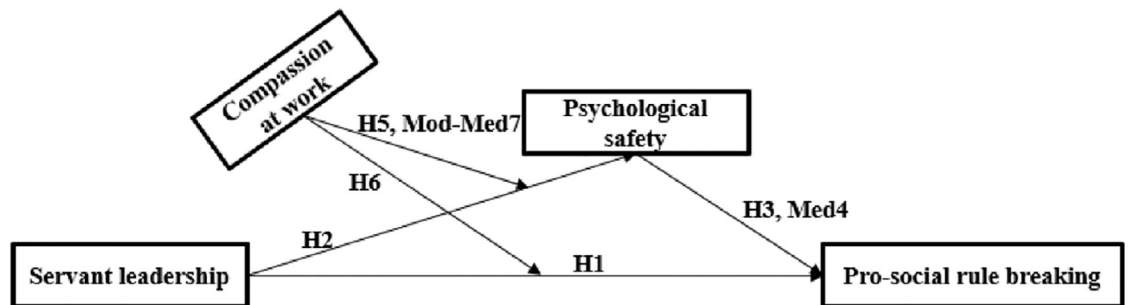 Compassion
at work
H5, Mod-Med7
Psychological
safety
H6
H3, Med4
H2
Servant leadership
H1
Pro-social rule breaking